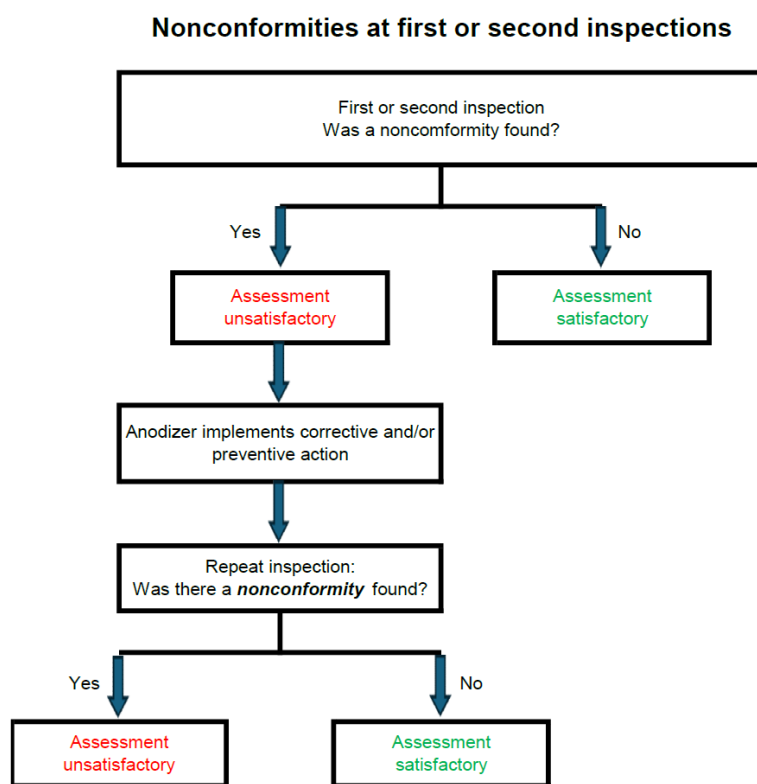 Nonconformities at first or second inspections
First or second inspection
Was a noncomformity found?
Yes
No
Assessment
unsatisfactory
Assessment
satisfactory
Anodizer implements corrective and/or
preventive action
Repeat inspection:
Was there a nonconformity found?
Yes
No
Assessment
unsatisfactory
Assessment
satisfactory